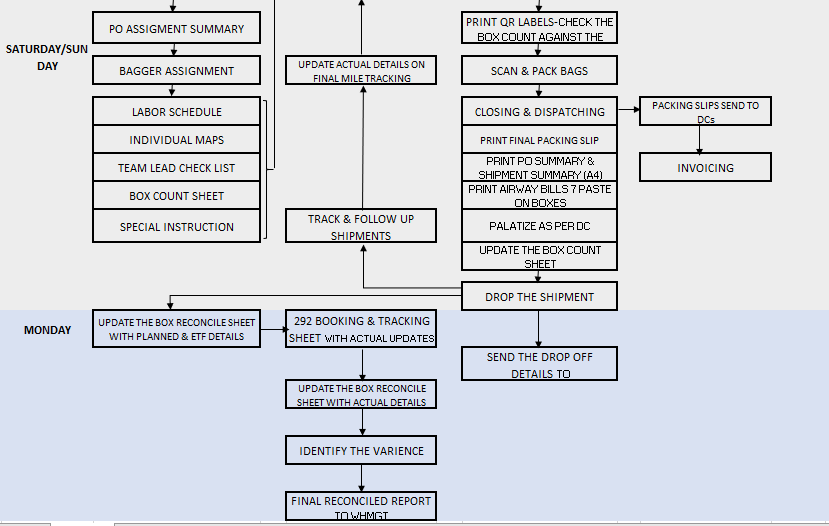 PO ASSIGMENT SUMMARY
SATURDAY/SUN
DAY
BAGGER ASSIGNMENT
LABOR SCHEDULE
INDIVIDUAL MAPS
TEAM LEAD CHECK LIST
BOX COUNT SHEET
SPECIAL INSTRUCTION
UPDATE ACTUAL DETAILS ON
FINAL MILE TRACKING
TRACK & FOLLOW UP
SHIPMENTS
PRINT QR LABELS-CHECK THE
BOX COUNT AGAINST THE
SCAN & PACK BAGS
CLOSING & DISPATCHING
PRINT FINAL PACKING SLIP
PRINT PO SUMMARY &
SHIPMENT SUMMARY (A4)
PRINT AIRWAY BILLS 7 PASTE
ON BOXES
PALATIZE AS PER DC
UPDATE THE BOX COUNT
SHEET
DROP THE SHIPMENT
PACKING SLIPS SEND TO
DCs
INVOICING
MONDAY
UPDATE THE BOX RECONCILE SHEET
WITH PLANNED & ETF DETAILS
292 BOOKING & TRACKING
SHEET WITH ACTUAL UPDATES
SEND THE DROP OFF
DETAILS TO
UPDATE THE BOX RECONCILE
SHEET WITH ACTUAL DETAILS
IDENTIFY THE VARIENCE
FINAL RECONCILED REPORT
TO WHMGT